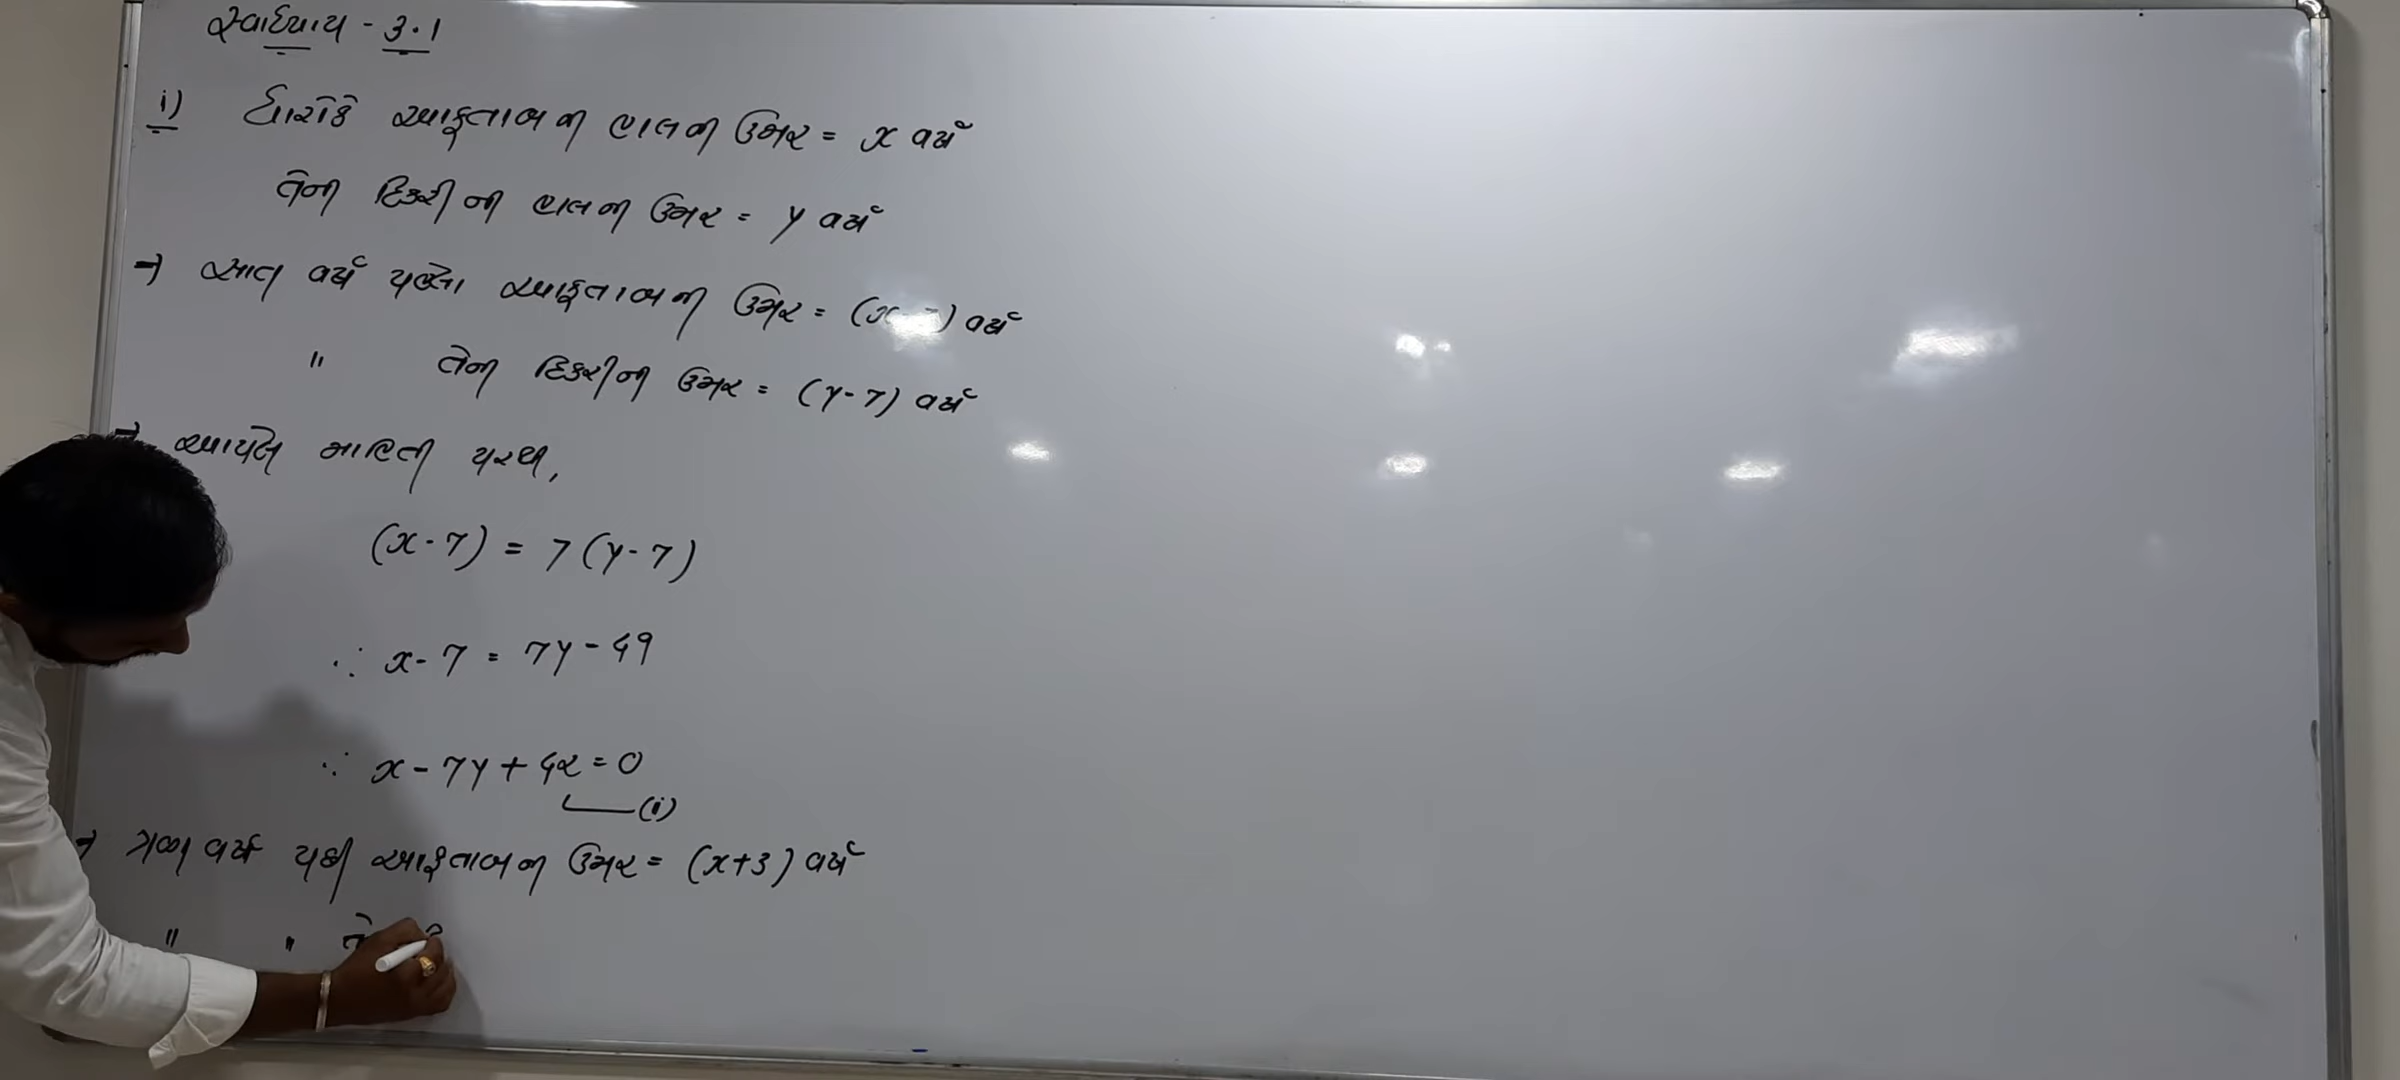 સ્વાધ્યાય - 3.1
i) ધારોકે આફતાબની હાલની ઉંમર = x વર્ષ
તેની દિકરીની હાલની ઉંમર = y વર્ષ
→ સાત વર્ષ પહેલા આફતાબની ઉંમર = (x-7) વર્ષ
" તેની દિકરીની ઉંમર = (y-7) વર્ષ
→ આપેલ માહિતી પરથી,
(x-7) = 7(y-7)
∴ x-7 = 7y-49
∴ x-7y+42=0
(i)
→ ત્રણ વર્ષ પછી આફતાબની ઉંમર = (x+3) વર્ષ
" "